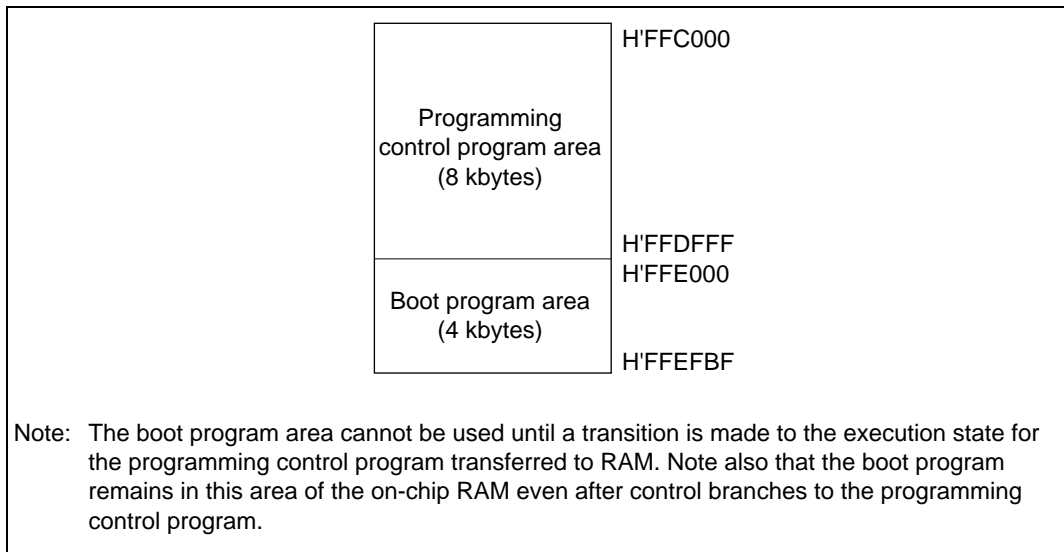 H'FFC000
Programming
control program area
(8 kbytes)
H'FFDFFF
H'FFE000
Boot program area
(4 kbytes)
H'FFEFBF
Note: The boot program area cannot be used until a transition is made to the execution state for
the programming control program transferred to RAM. Note also that the boot program
remains in this area of the on-chip RAM even after control branches to the programming
control program.